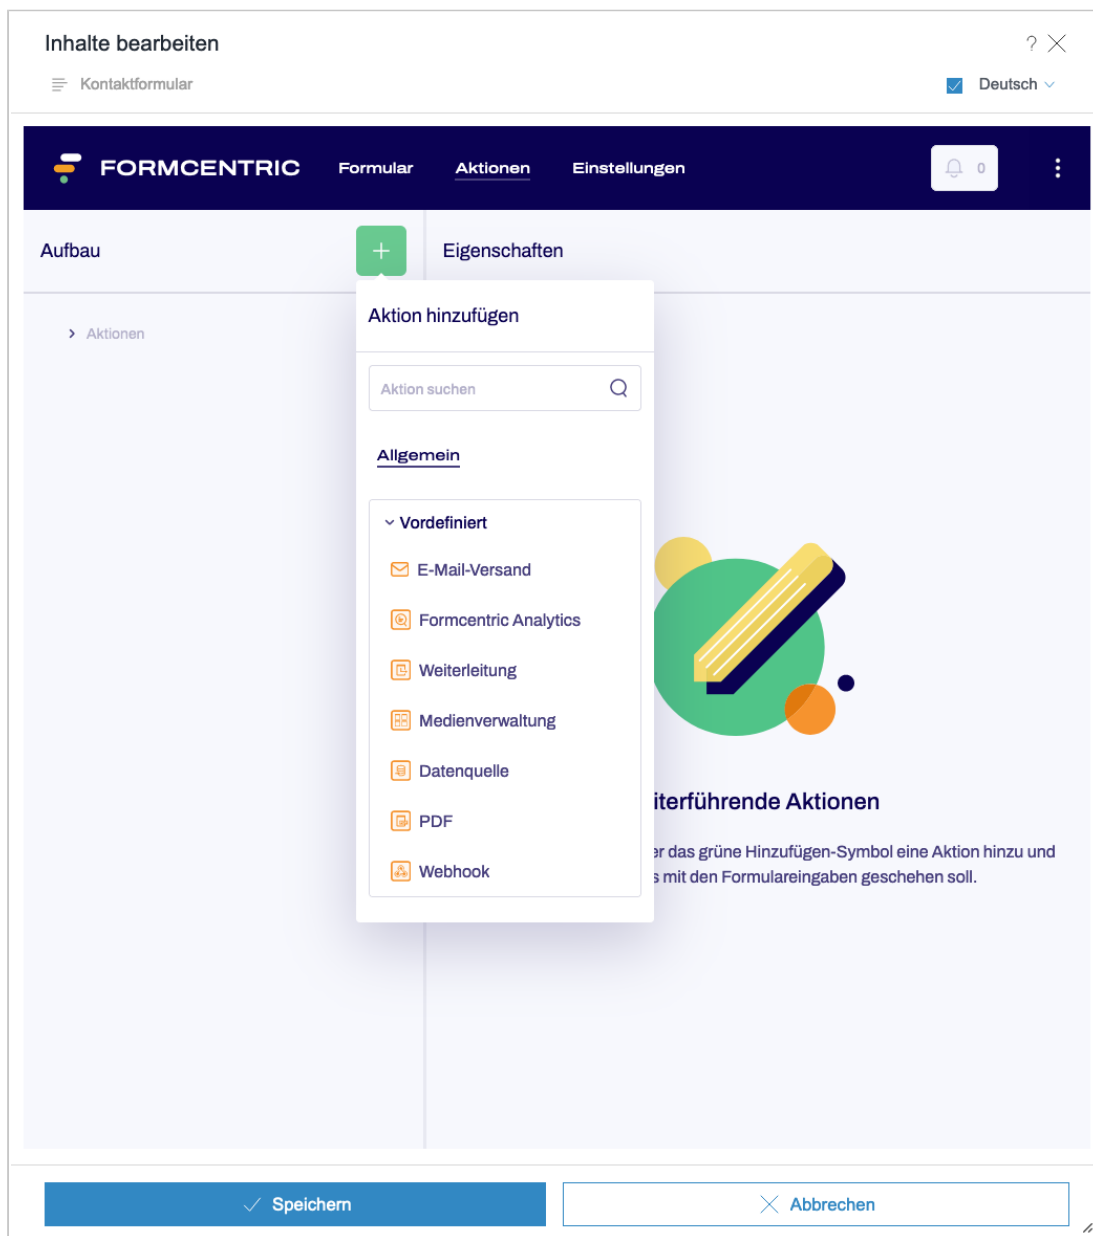 Inhalte bearbeiten
?
Kontaktformular
Deutsch
FORMCENTRIC
Formular
Aktionen
Einstellungen
0
Aufbau
+
Eigenschaften
Aktion hinzufügen
Aktionen
Aktion suchen
Allgemein
Vordefiniert
E-Mail-Versand
Formcentric Analytics
Weiterleitung
Medienverwaltung
Datenquelle
PDF
Webhook
iterführende Aktionen
er das grüne Hinzufügen-Symbol eine Aktion hinzu und
s mit den Formulareingaben geschehen soll.
Speichern
Abbrechen